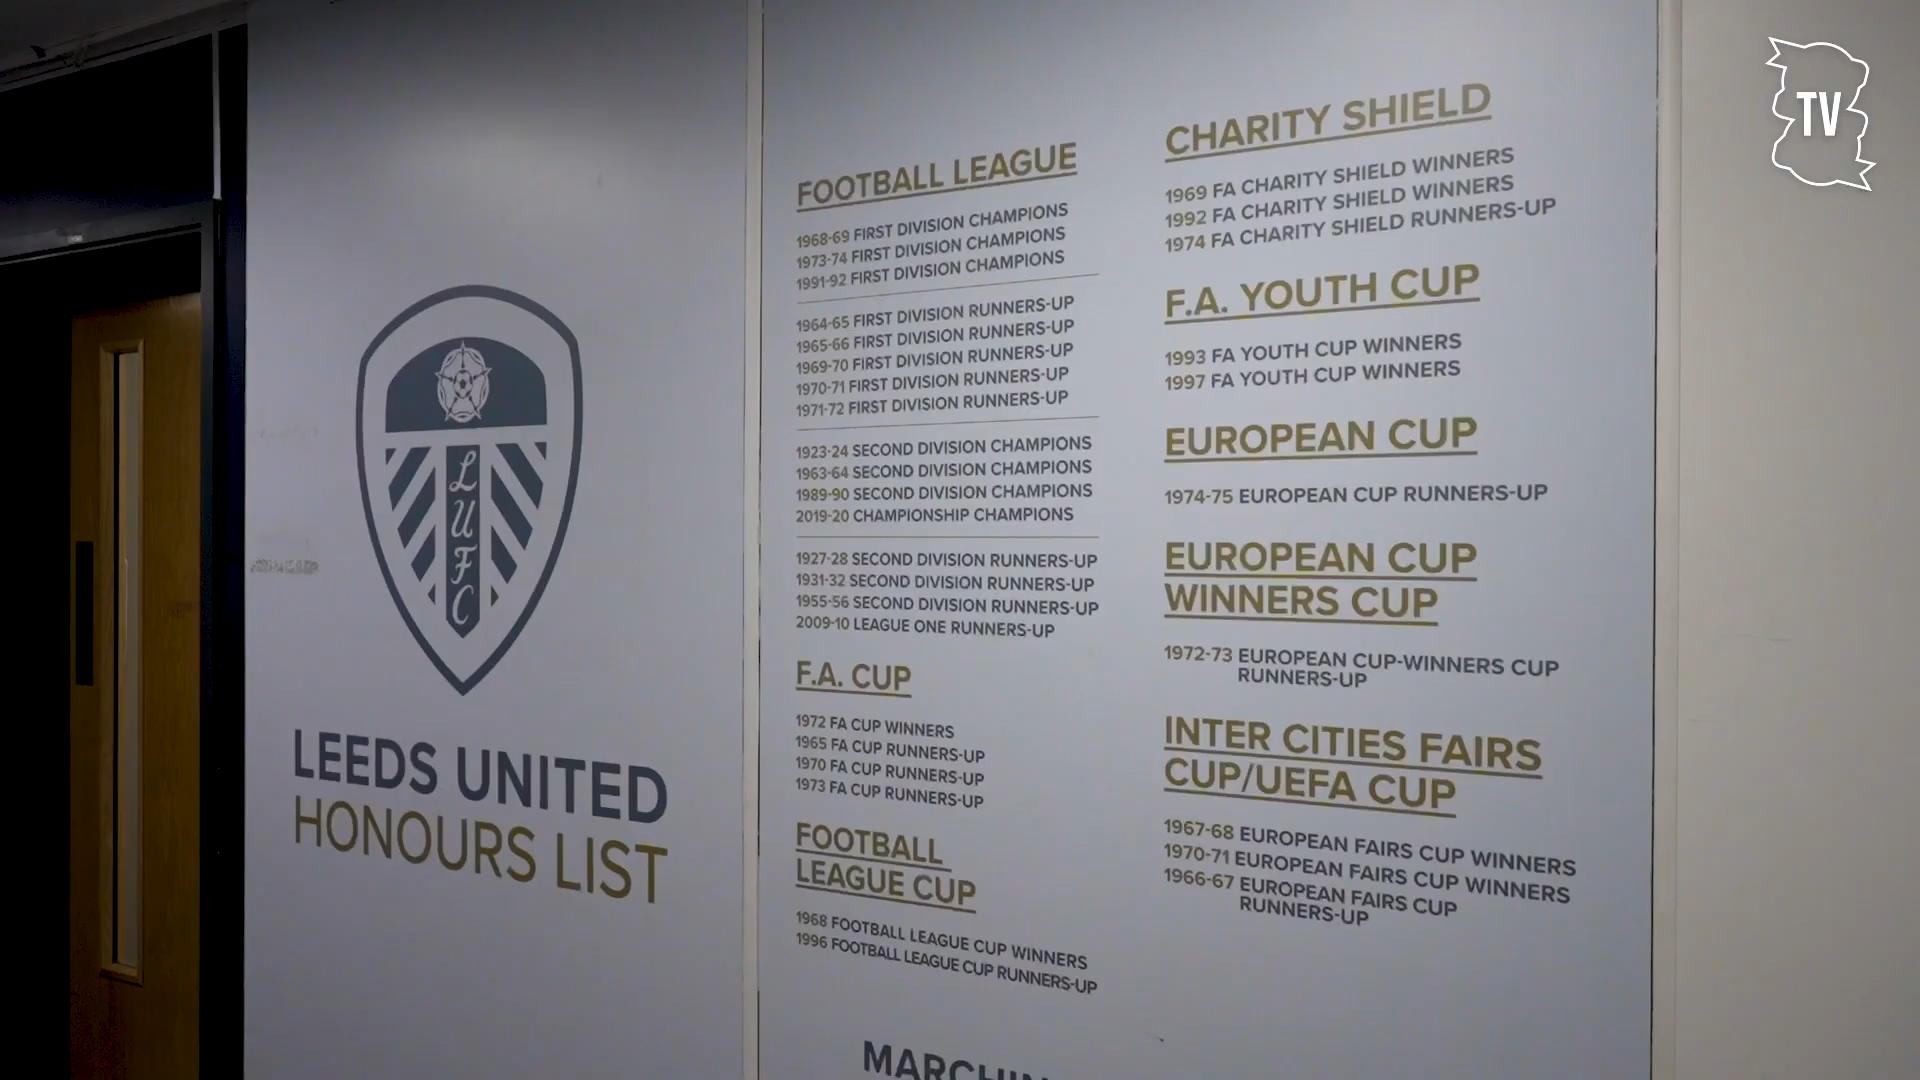 TV
L
U
F
C
LEEDS UNITED
HONOURS LIST
FOOTBALL LEAGUE
1968-69 FIRST DIVISION CHAMPIONS
1973-74 FIRST DIVISION CHAMPIONS
1991-92 FIRST DIVISION CHAMPIONS
1964-65 FIRST DIVISION RUNNERS-UP
1965-66 FIRST DIVISION RUNNERS-UP
1969-70 FIRST DIVISION RUNNERS-UP
1970-71 FIRST DIVISION RUNNERS-UP
1971-72 FIRST DIVISION RUNNERS-UP
1923-24 SECOND DIVISION CHAMPIONS
1963-64 SECOND DIVISION CHAMPIONS
1989-90 SECOND DIVISION CHAMPIONS
2019-20 CHAMPIONSHIP CHAMPIONS
1927-28 SECOND DIVISION RUNNERS-UP
1931-32 SECOND DIVISION RUNNERS-UP
1955-56 SECOND DIVISION RUNNERS-UP
2009-10 LEAGUE ONE RUNNERS-UP
F.A. CUP
1972 FA CUP WINNERS
1965 FA CUP RUNNERS-UP
1970 FA CUP RUNNERS-UP
1973 FA CUP RUNNERS-UP
FOOTBALL
LEAGUE CUP
1968 FOOTBALL LEAGUE CUP WINNERS
1996 FOOTBALL LEAGUE CUP RUNNERS-UP
CHARITY SHIELD
1969 FA CHARITY SHIELD WINNERS
1992 FA CHARITY SHIELD WINNERS
1974 FA CHARITY SHIELD RUNNERS-UP
F.A. YOUTH CUP
1993 FA YOUTH CUP WINNERS
1997 FA YOUTH CUP WINNERS
EUROPEAN CUP
1974-75 EUROPEAN CUP RUNNERS-UP
EUROPEAN CUP
WINNERS CUP
1972-73 EUROPEAN CUP-WINNERS CUP
RUNNERS-UP
INTER CITIES FAIRS
CUP/UEFA CUP
1967-68 EUROPEAN FAIRS CUP WINNERS
1970-71 EUROPEAN FAIRS CUP WINNERS
1966-67 EUROPEAN FAIRS CUP
RUNNERS-UP